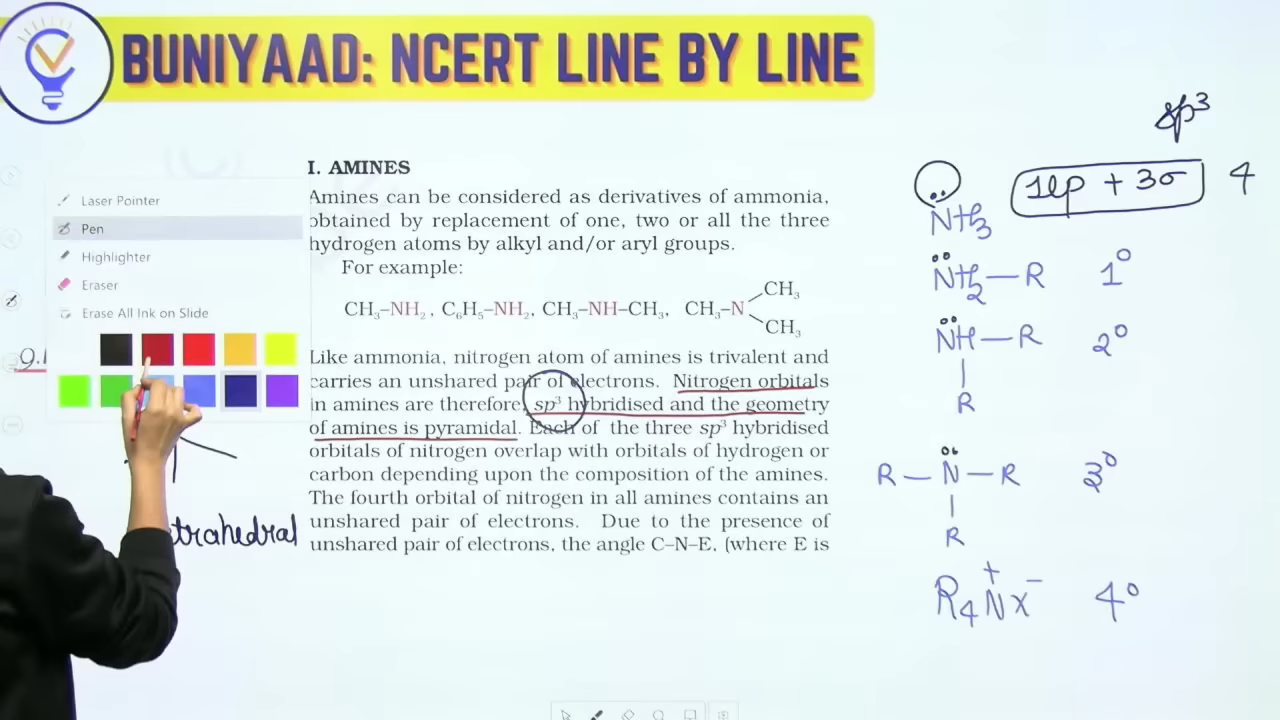 BUNIYAAD: NCERT LINE BY LINE
I. AMINES
Amines can be considered as derivatives of ammonia,
obtained by replacement of one, two or all the three
hydrogen atoms by alkyl and/or aryl groups.
For example:
CH₃–NH₂ , C₆H₅–NH₂, CH₃–NH–CH₃, CH₃–N
CH₃
CH₃
Like ammonia, nitrogen atom of amines is trivalent and
carries an unshared pair of electrons. Nitrogen orbitals
in amines are therefore, sp³ hybridised and the geometry
of amines is pyramidal. Each of the three sp³ hybridised
orbitals of nitrogen overlap with orbitals of hydrogen or
carbon depending upon the composition of the amines.
The fourth orbital of nitrogen in all amines contains an
unshared pair of electrons. Due to the presence of
unshared pair of electrons, the angle C–N–E, (where E is
Laser Pointer
Pen
Highlighter
Eraser
Erase All Ink on Slide
9.1
trahedral
sp³
1lp + 3σ 4
NH₃
NH₂–R 1°
NH–R 2°
R
R–N–R 3°
R
R₄N⁺X⁻ 4°